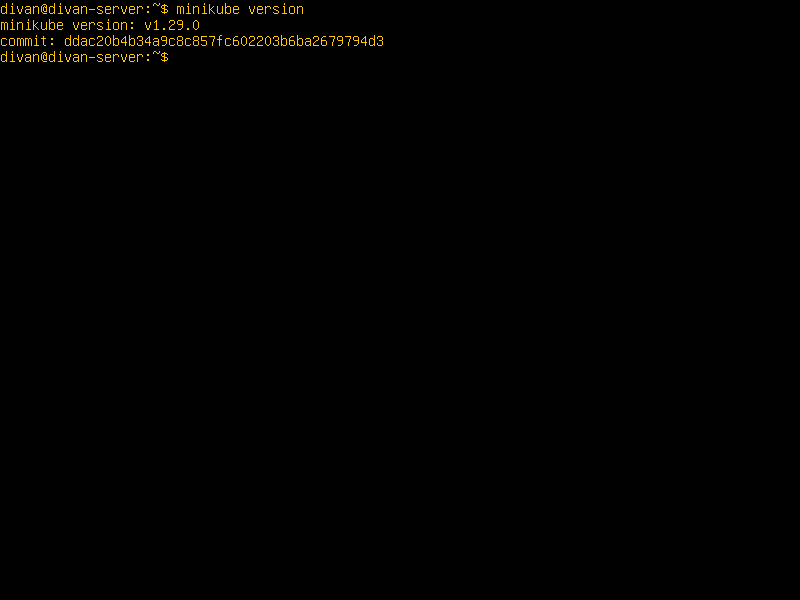 divan@divan-server:~$ minikube version
minikube version: v1.29.0
commit: ddac20b4b34a9c8c857fc602203b6ba2679794d3
divan@divan-server:~$